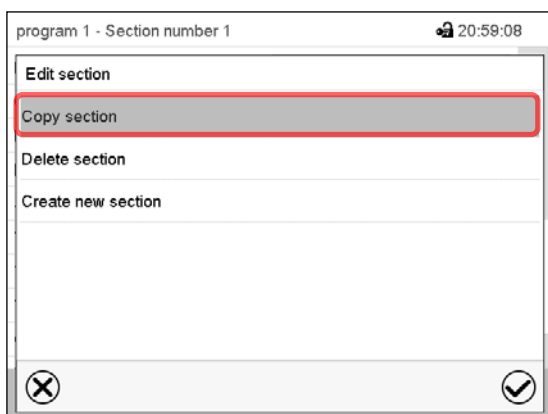 program 1 - Section number 1 20:59:08
Edit section
Copy section
Delete section
Create new section